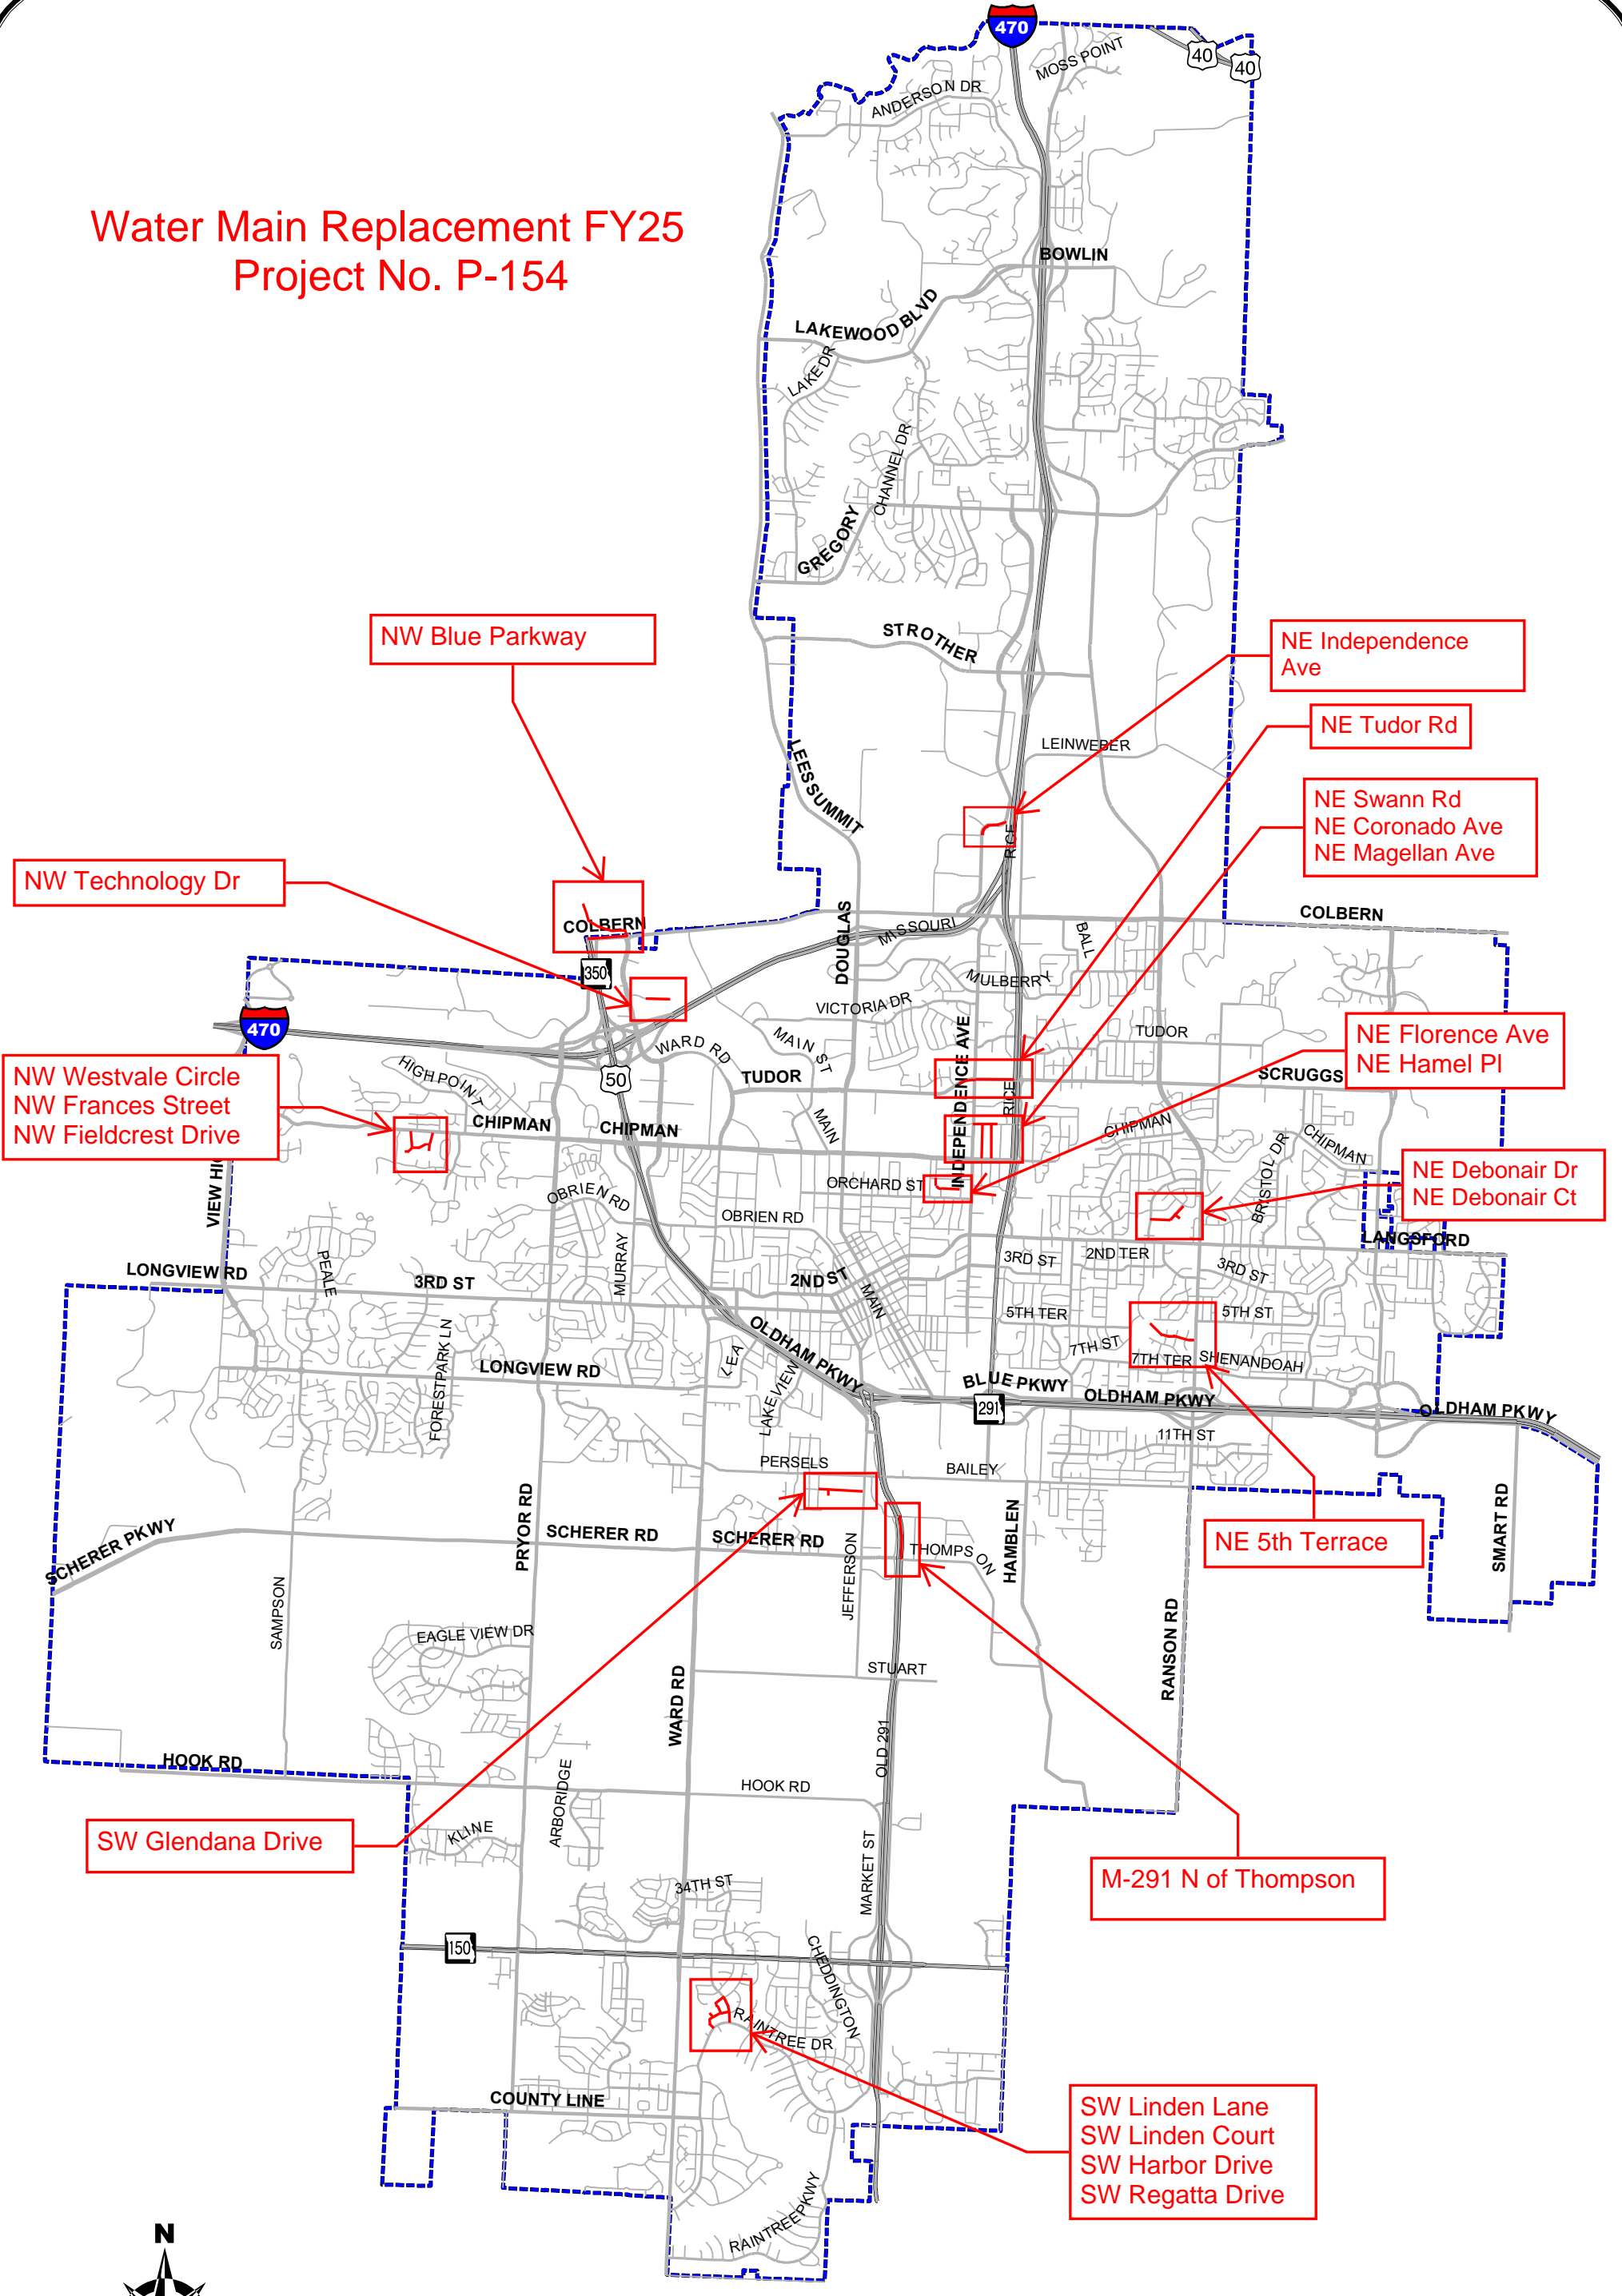 470
40
40
MOSS POINT
ANDERSON DR
Water Main Replacement FY25
Project No. P-154
BOWLIN
LAKEWOOD BLVD
LAKE DR
CHANNEL DR
GREGORY
STROTHER
NW Blue Parkway
NE Independence
Ave
NE Tudor Rd
LEINWEBER
LEES SUMMIT
NE Swann Rd
NE Coronado Ave
NE Magellan Ave
RICE
NW Technology Dr
COLBERN
DOUGLAS
MISSOURI
BALL
COLBERN
350
MULBERRY
VICTORIA DR
470
INDEPENDENCE AVE
TUDOR
NE Florence Ave
NE Hamel Pl
MAIN ST
WARD RD
50
TUDOR
SCRUGGS
HIGH POINT
NW Westvale Circle
NW Frances Street
NW Fieldcrest Drive
RICE
MAIN
CHIPMAN
CHIPMAN
CHIPMAN
CHIPMAN
BRISTOL DR
NE Debonair Dr
NE Debonair Ct
VIEW HI
ORCHARD ST
OBRIEN RD
OBRIEN RD
LANGSFORD
MURRAY
PEALE
3RD ST
2ND TER
3RD ST
LONGVIEW RD
3RD ST
2ND ST
MAIN
5TH TER
5TH ST
OLDHAM PKWY
7TH ST
7TH TER
SHENANDOAH
FORESTPARK LN
LONGVIEW RD
LEA
LAKEVIEW
BLUE PKWY
OLDHAM PKWY
OLDHAM PKWY
291
11TH ST
PERSELS
BAILEY
SCHERER PKWY
PRYOR RD
SCHERER RD
SCHERER RD
JEFFERSON
THOMPSON
HAMBLEN
NE 5th Terrace
SMART RD
SAMPSON
EAGLE VIEW DR
RANSON RD
STUART
WARD RD
OLD 291
HOOK RD
HOOK RD
ARBORIDGE
KLINE
SW Glendana Drive
MARKET ST
M-291 N of Thompson
34TH ST
150
CHEDDINGTON
RAINTREE DR
COUNTY LINE
SW Linden Lane
SW Linden Court
SW Harbor Drive
SW Regatta Drive
RAINTREE PKWY
N